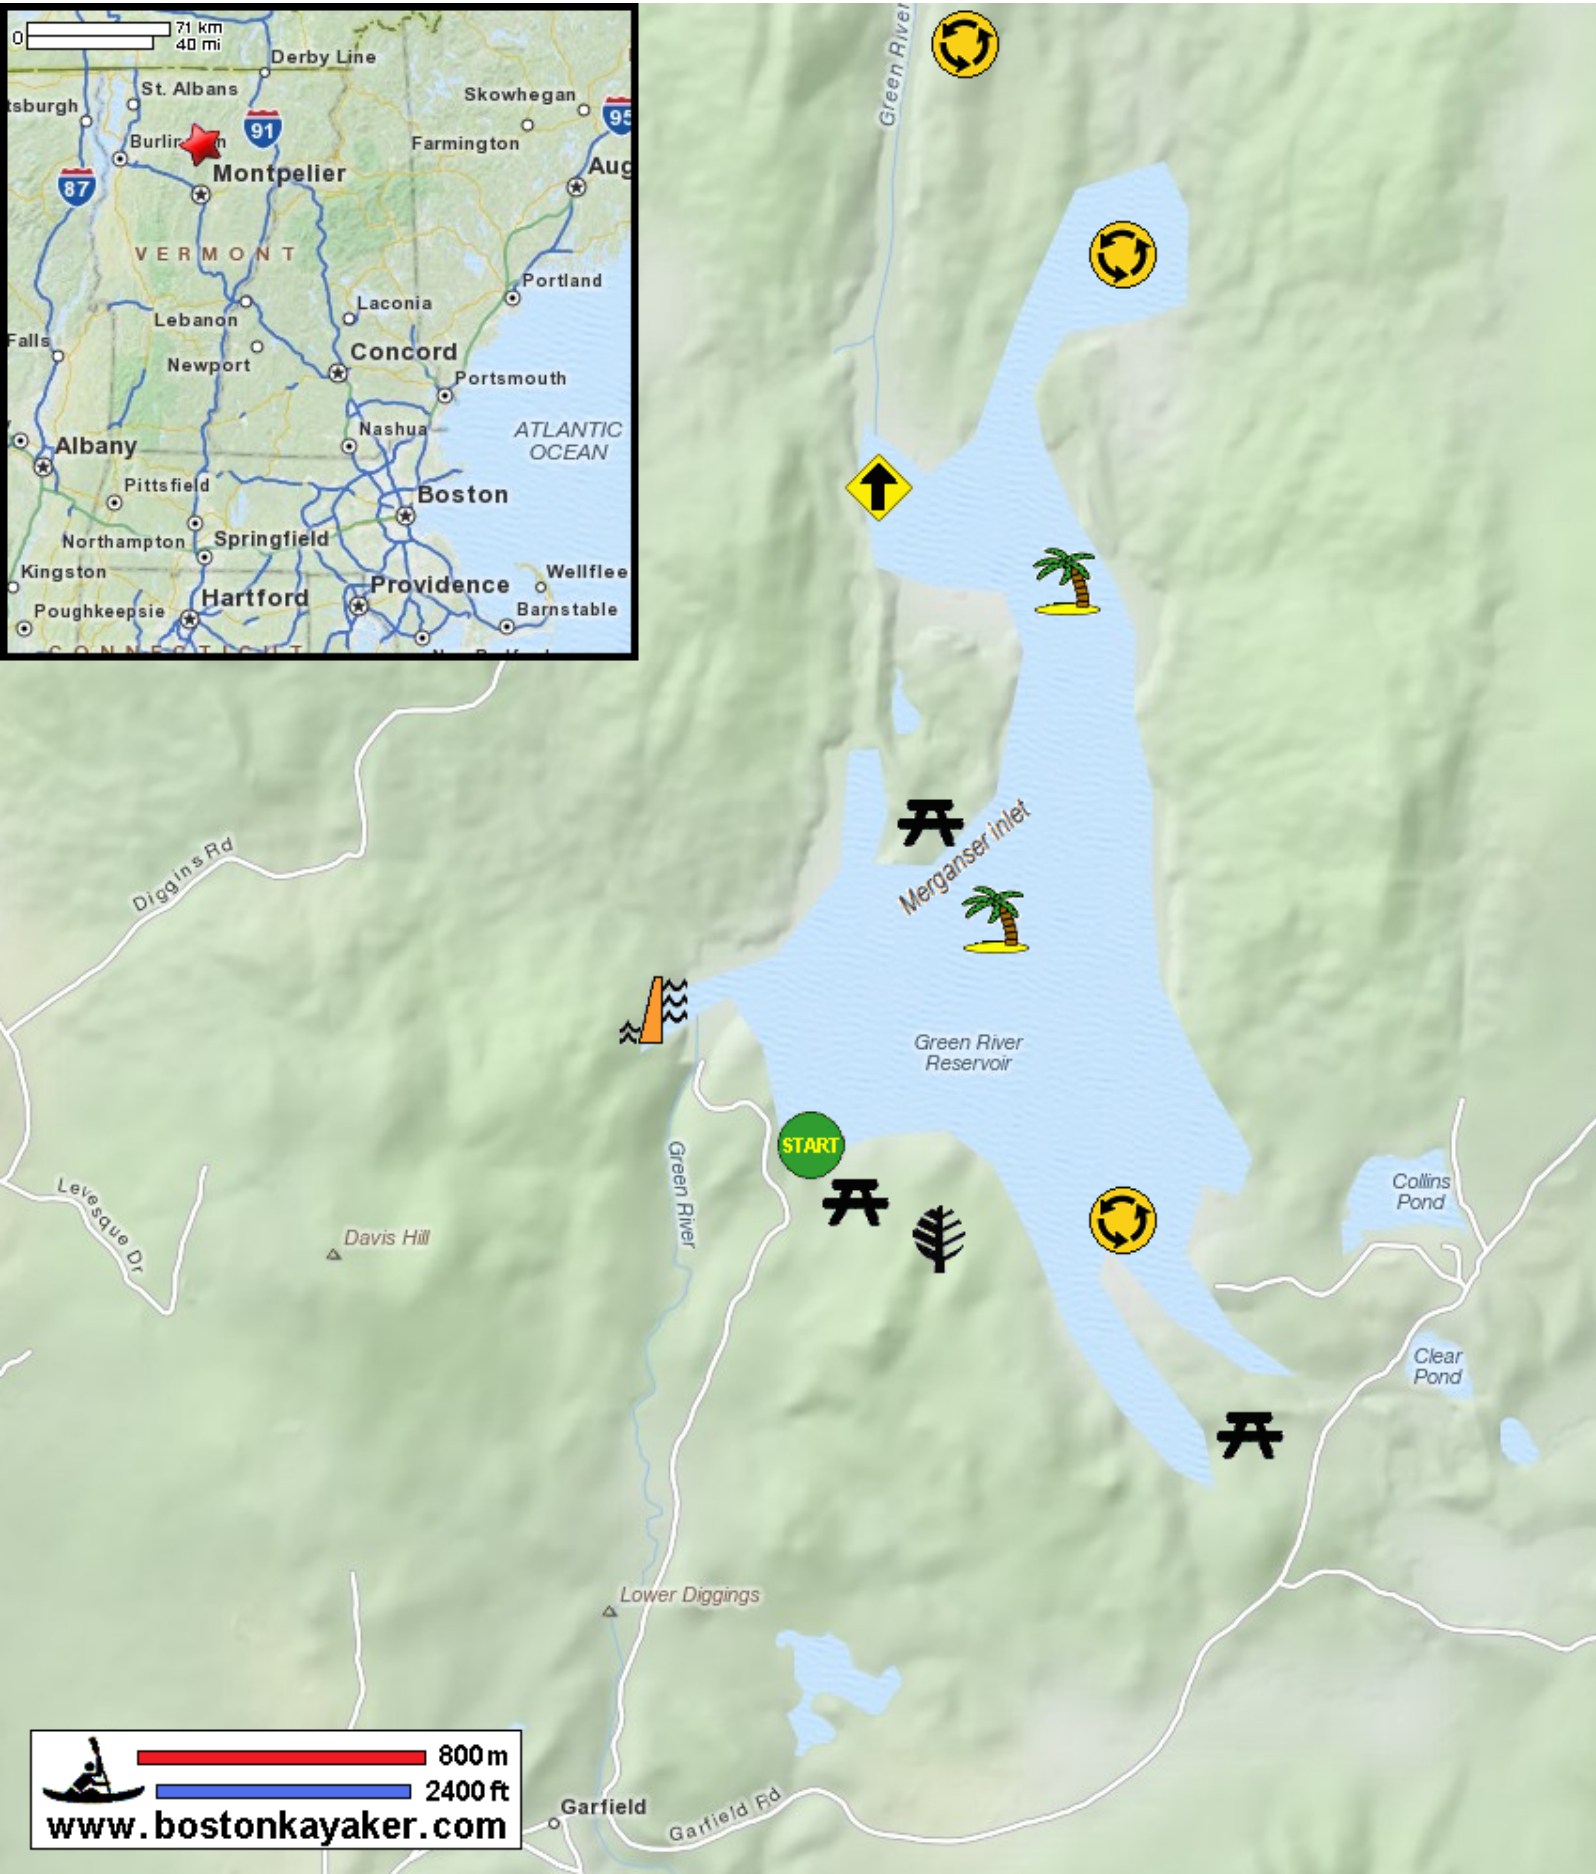 0
71 km
40 mi
Derby Line
St. Albans
tsburgh
Skowhegan
91
95
Farmington
Montpelier
Aug
87
VERMONT
Portland
Laconia
Lebanon
Falls
Newport
Concord
Portsmouth
Nashua
ATLANTIC
OCEAN
Albany
Pittsfield
Boston
Northampton
Springfield
Kingston
Providence
Wellflee
Hartford
Poughkeepsie
Barnstable
CONNECTICUT
Green River
Merganser inlet
Diggins Rd
Green River
Reservoir
START
Green River
Collins
Pond
Levesque Dr
Davis Hill
Clear
Pond
Lower Diggings
800 m
2400 ft
www.bostonkayaker.com
Garfield
Garfield Rd